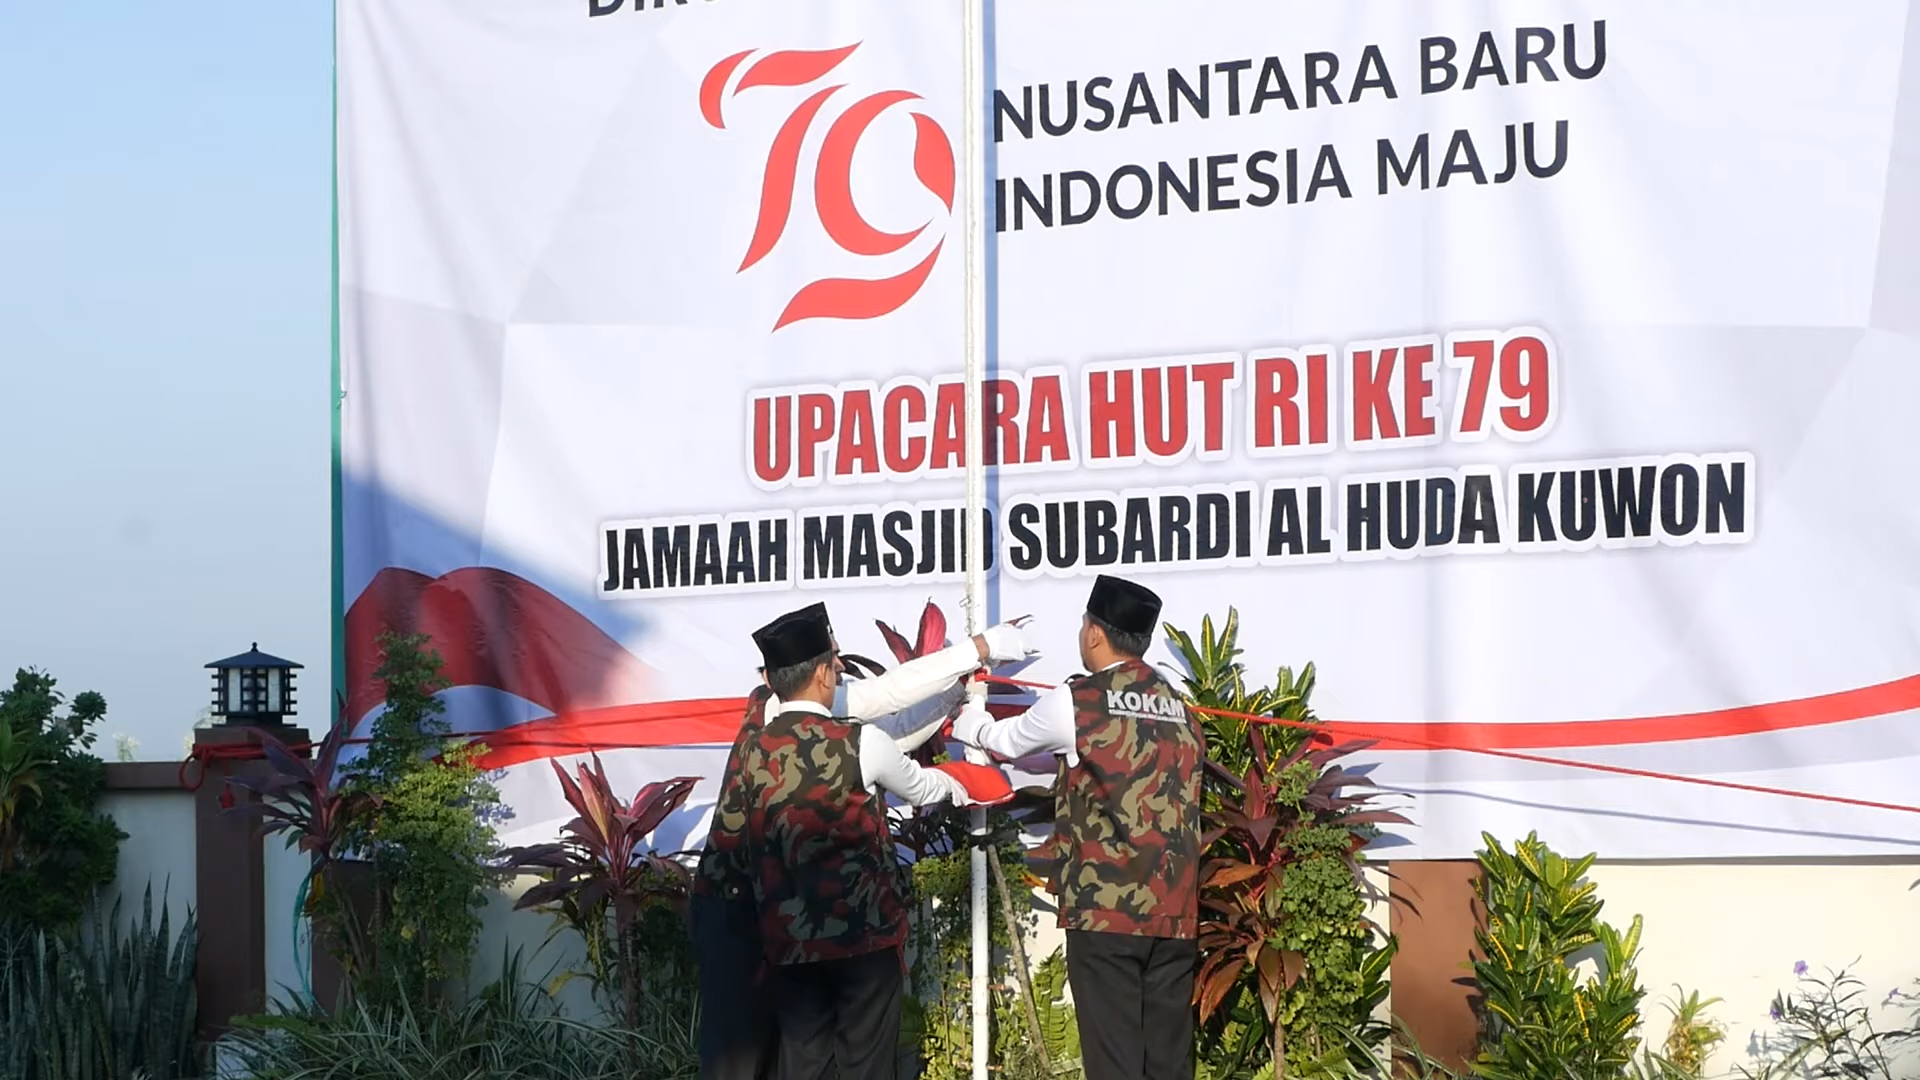 79
NUSANTARA BARU
INDONESIA MAJU
UPACARA HUT RI KE 79
JAMAAH MASJID SUBARDI AL HUDA KUWON
KOKAM